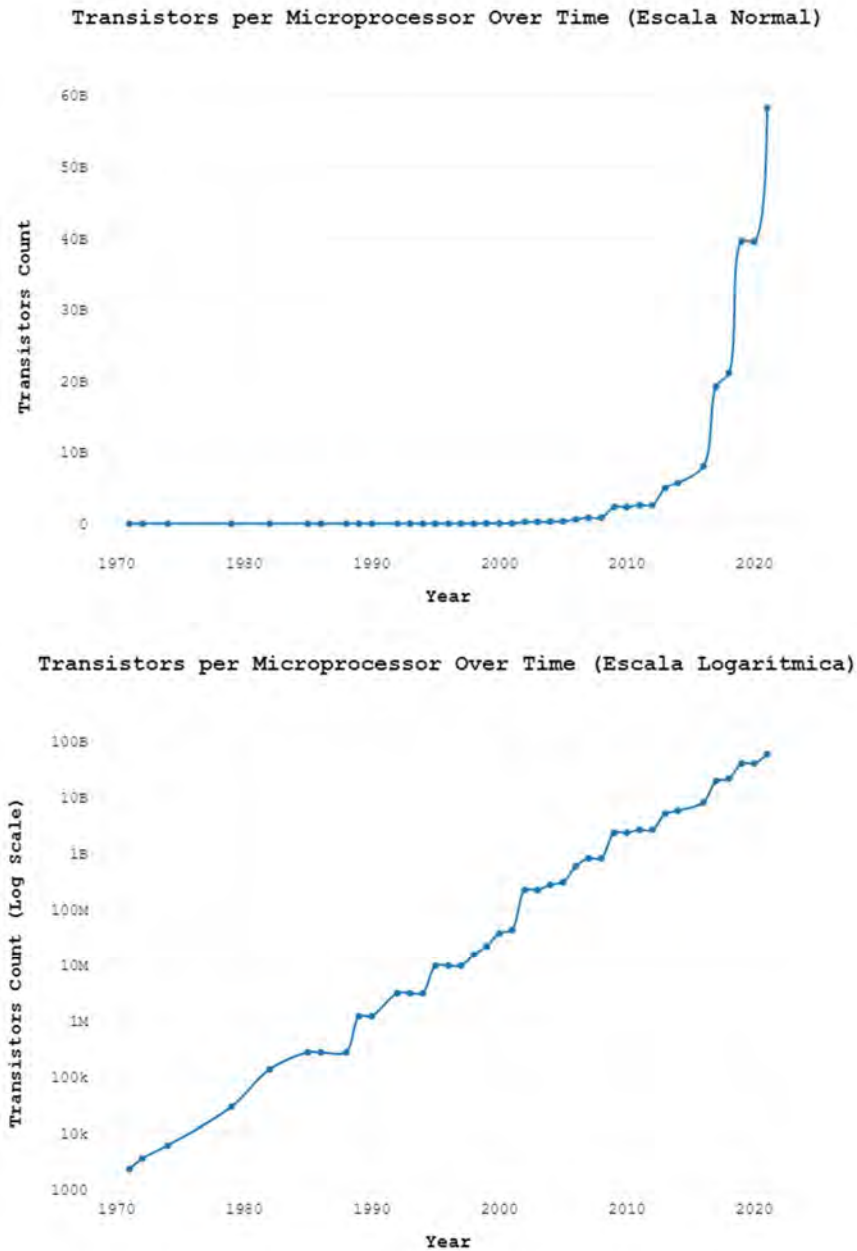 Transistors per Microprocessor Over Time (Escala Normal)
60B
50B
40B
30B
20B
10B
0
Transistors Count
1970 1980 1990 2000 2010 2020
Year
Transistors per Microprocessor Over Time (Escala Logarítmica)
100B
10B
1B
100M
10M
1M
100k
10k
1000
Transistors Count (Log Scale)
1970 1980 1990 2000 2010 2020
Year